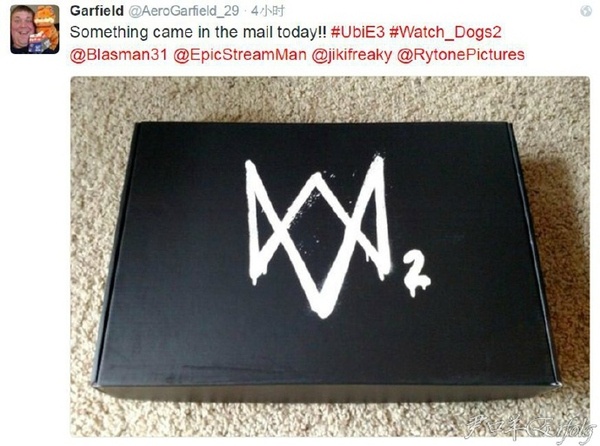 Garfield @AeroGarfield_29 · 4小时
Something came in the mail today!! #UbiE3 #Watch_Dogs2
@Blasman31 @EpicStreamMan @jikifreaky @RytonePictures
2